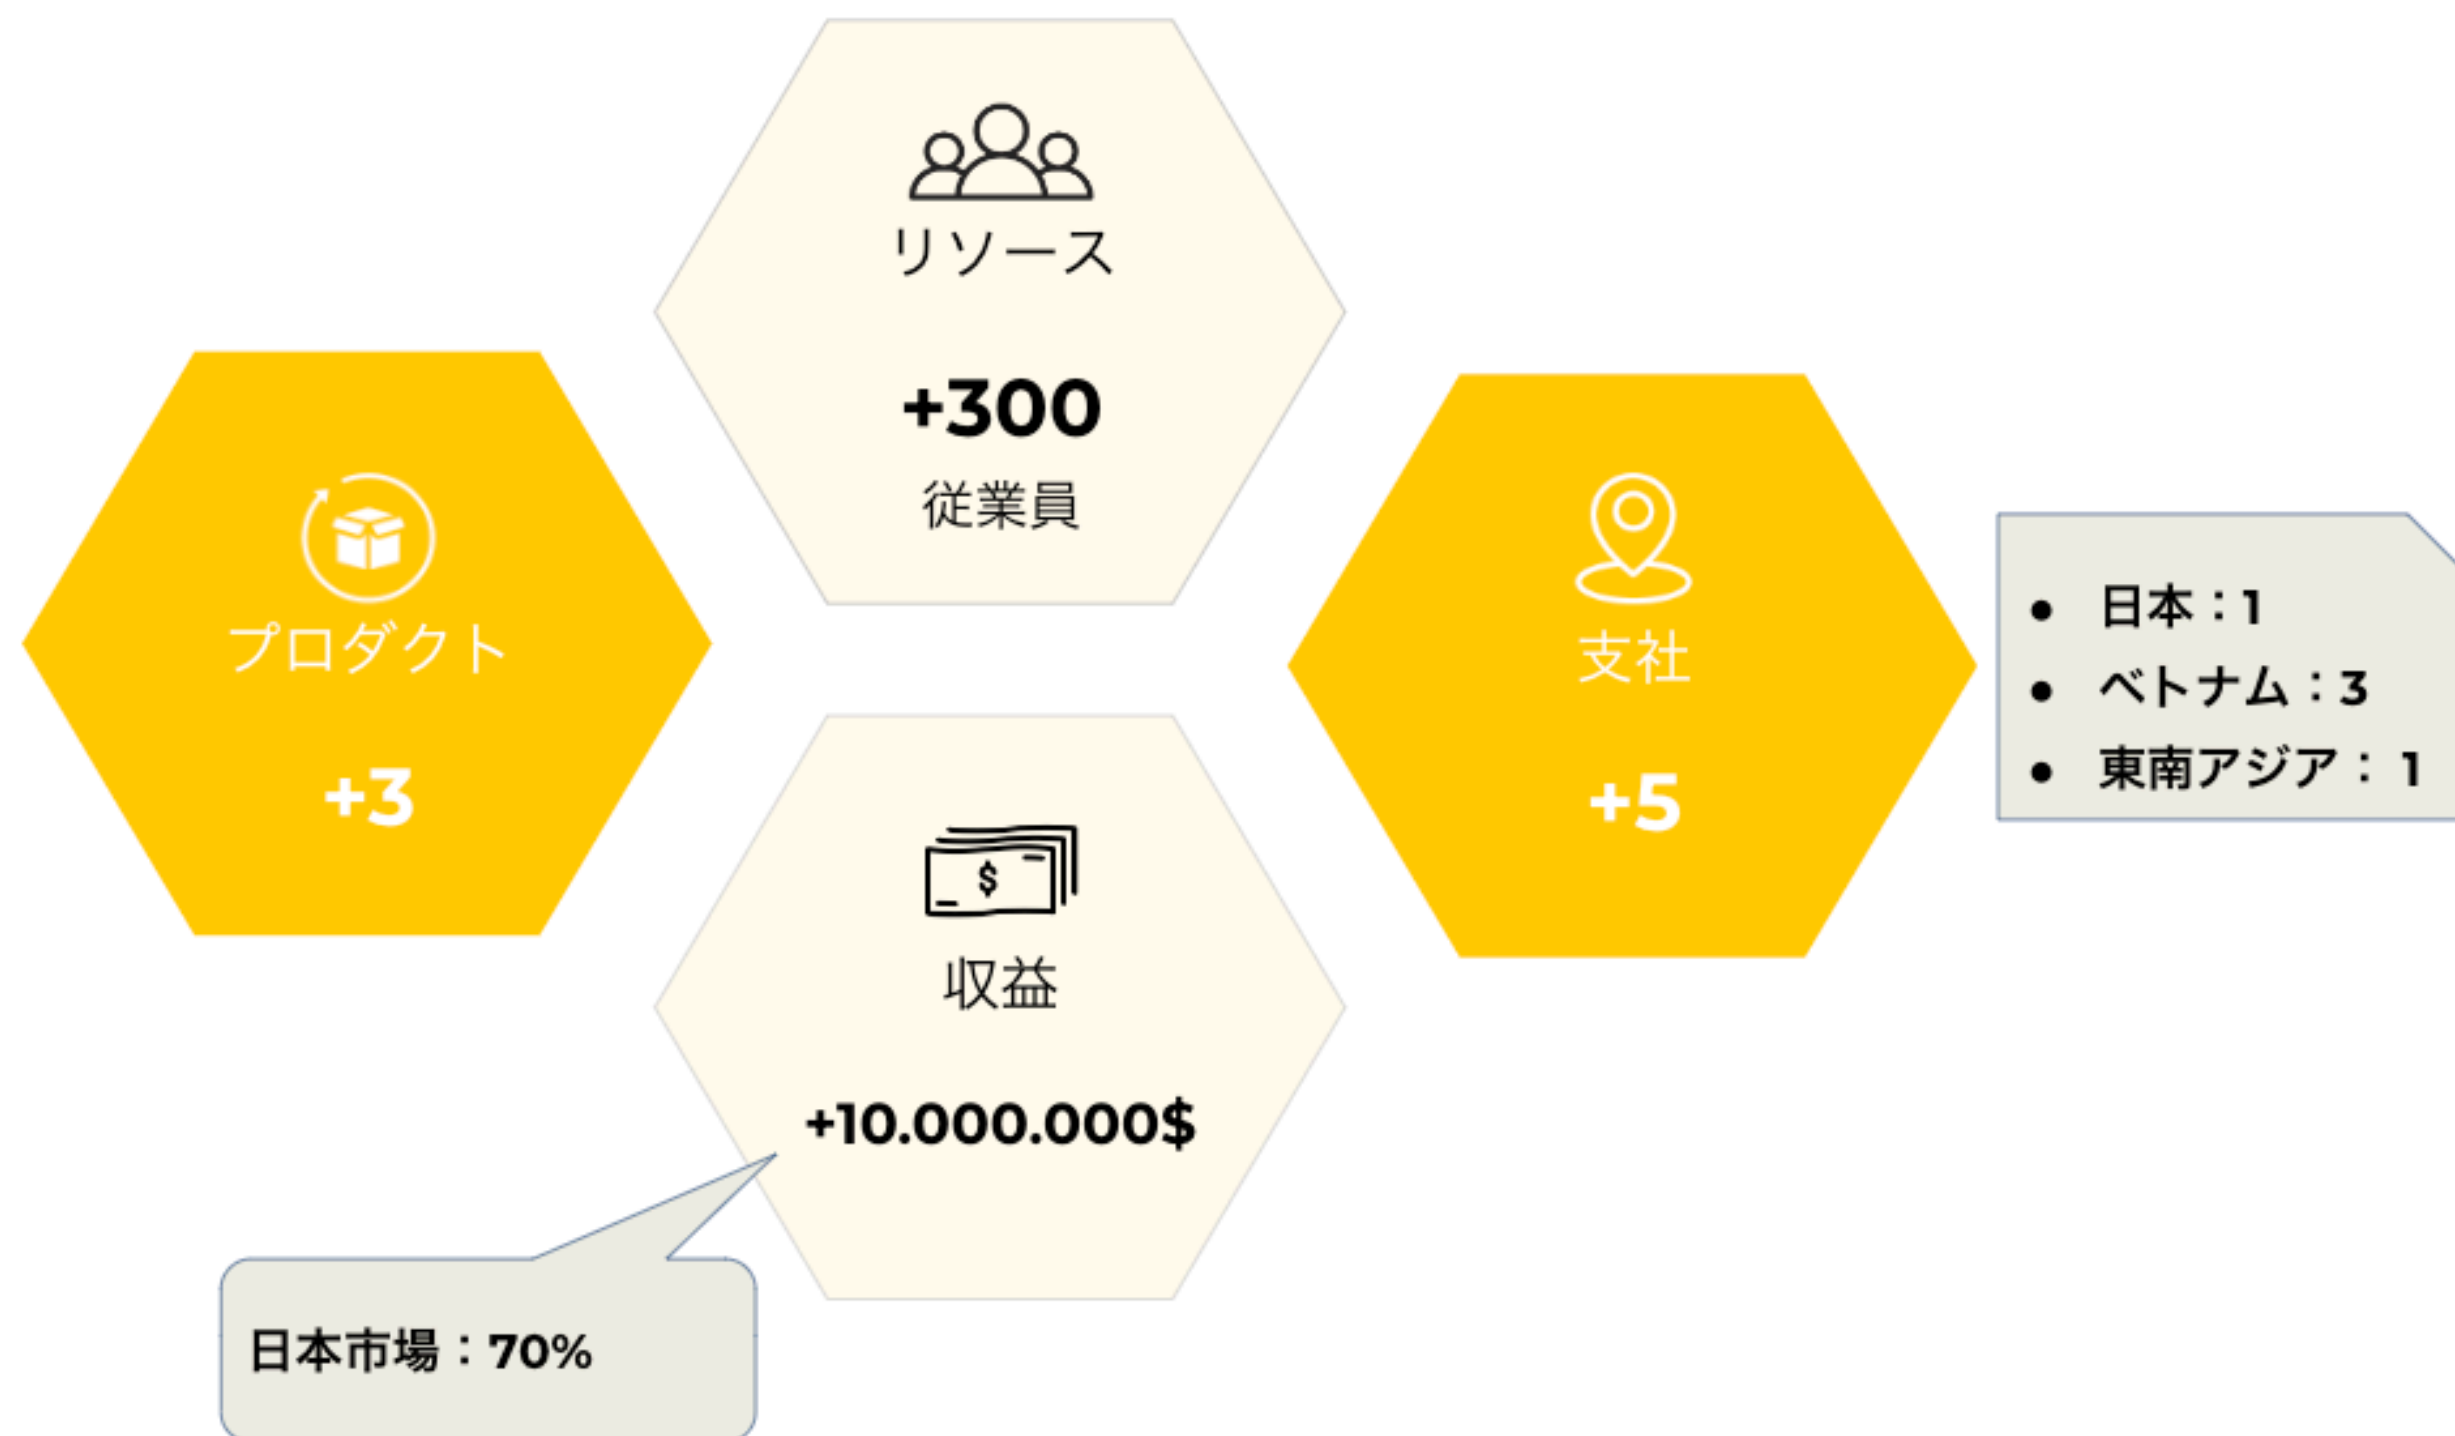 リソース
+300
従業員
プロダクト
+3
支社
+5
● 日本：1
● ベトナム：3
● 東南アジア： 1
$
収益
+10.000.000$
日本市場：70%